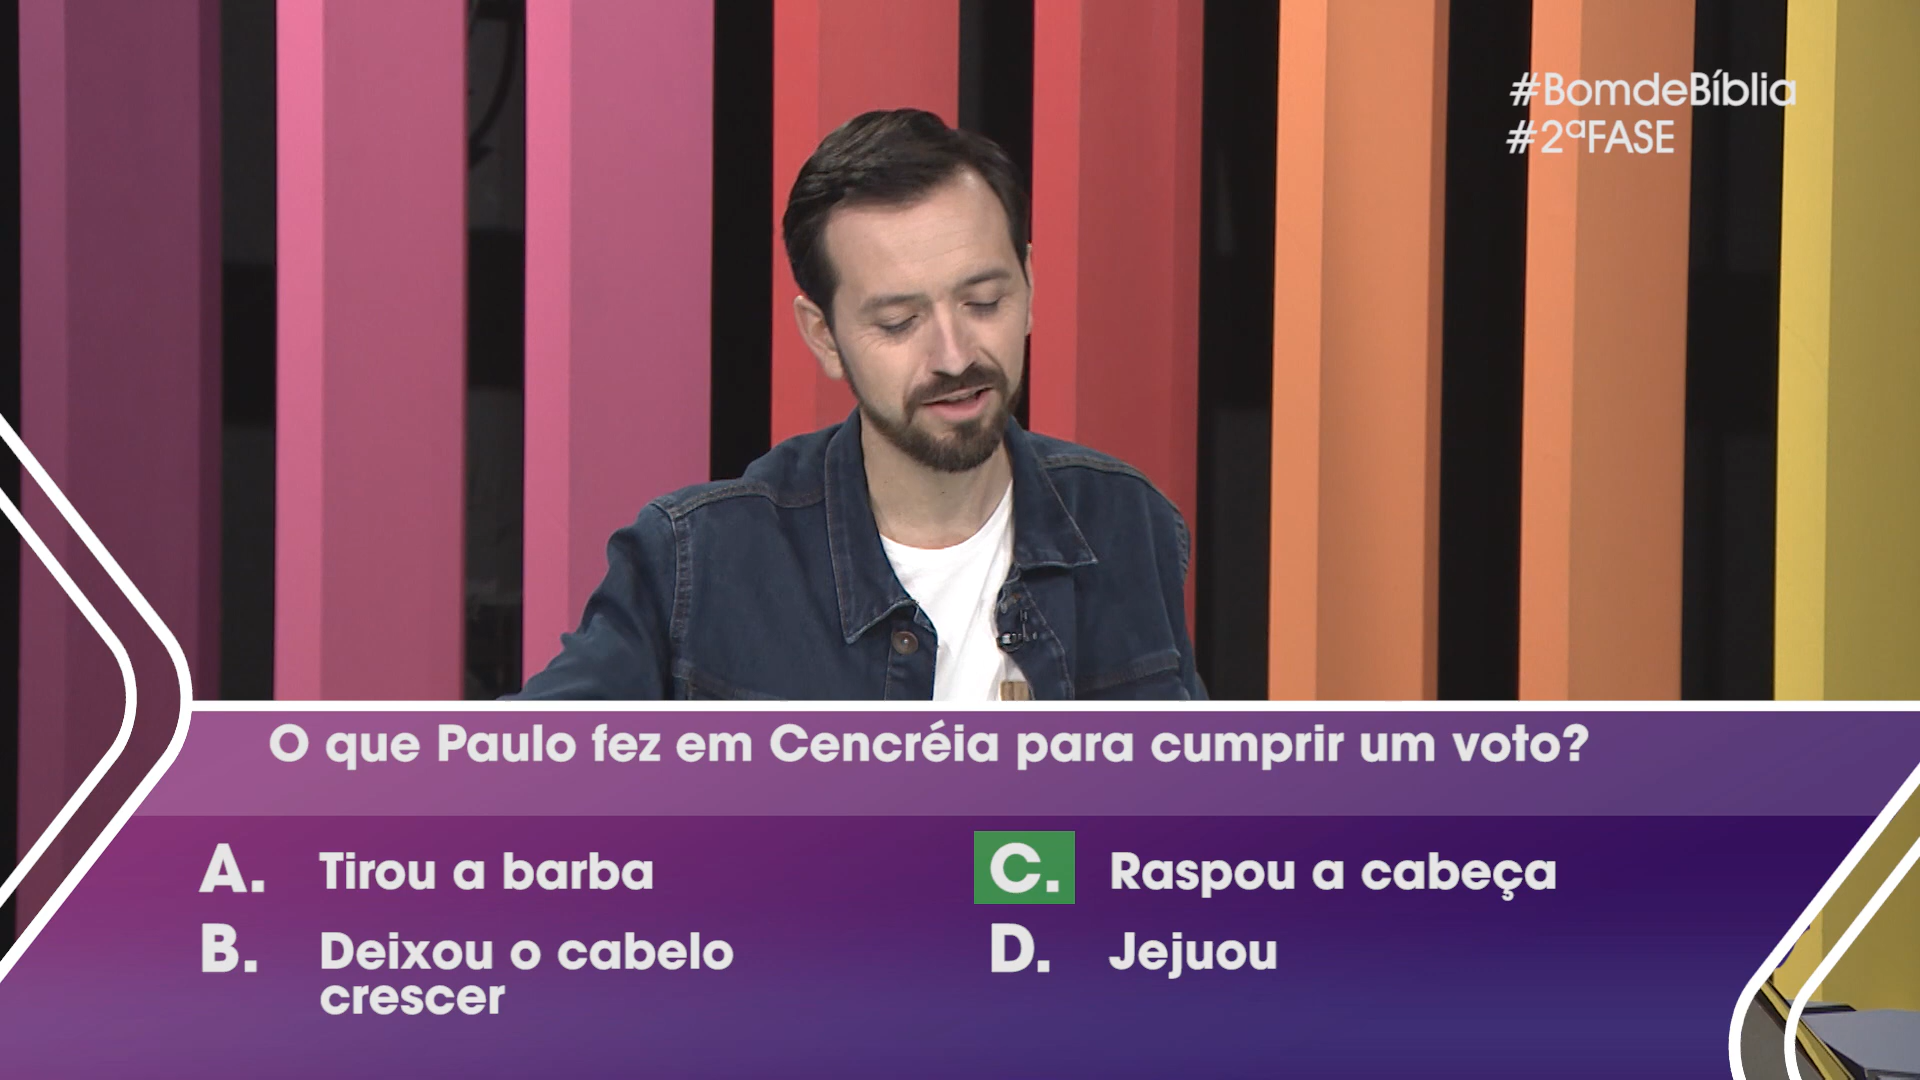 #BomdeBíblia
#2ªFASE
O que Paulo fez em Cencréia para cumprir um voto?
A. Tirou a barba
B. Deixou o cabelo
crescer
C. Raspou a cabeça
D. Jejuou